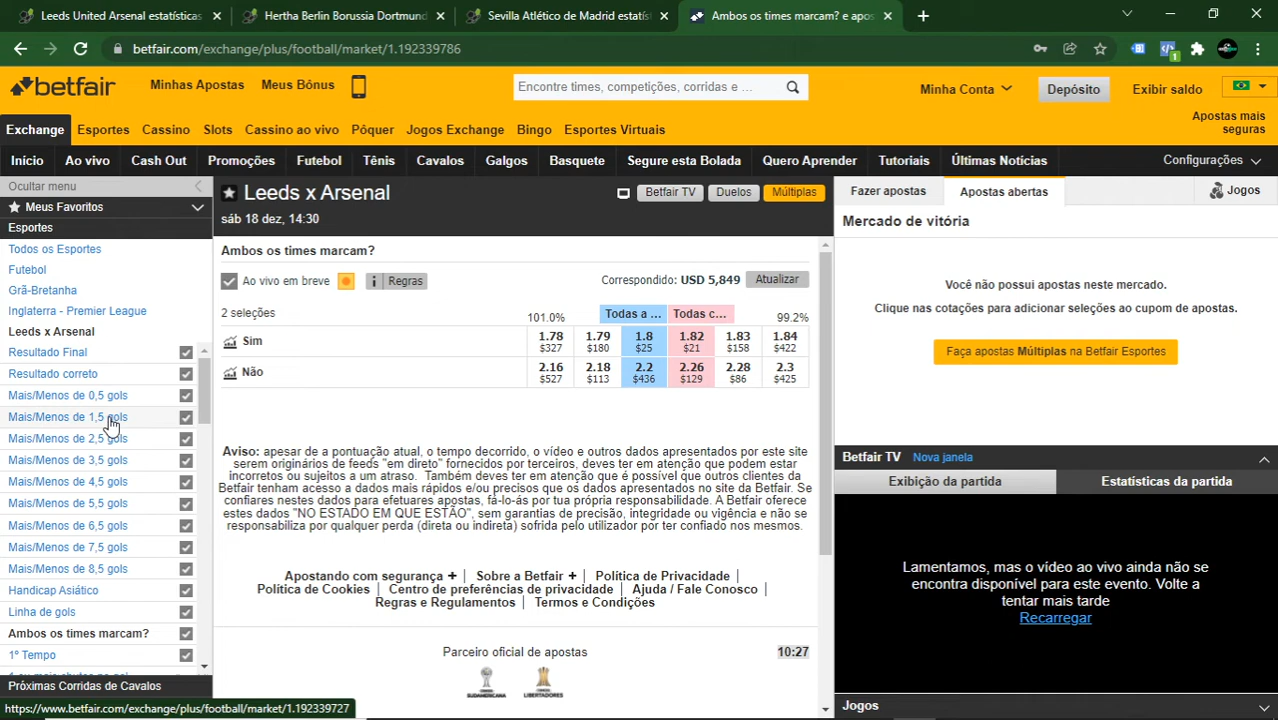 Leeds United Arsenal estatísticas
Hertha Berlin Borussia Dortmund
Sevilla Atlético de Madrid estatíst
Ambos os times marcam? e apos
betfair.com/exchange/plus/football/market/1.192339786
1
betfair
Minhas Apostas
Meus Bônus
Encontre times, competições, corridas e …
Minha Conta
Depósito
Exibir saldo
Exchange
Esportes
Cassino
Slots
Cassino ao vivo
Póquer
Jogos Exchange
Bingo
Esportes Virtuais
Apostas mais
seguras
Início
Ao vivo
Cash Out
Promoções
Futebol
Tênis
Cavalos
Galgos
Basquete
Segure esta Bolada
Quero Aprender
Tutoriais
Últimas Notícias
Configurações
Ocultar menu
Meus Favoritos
Esportes
Todos os Esportes
Futebol
Grã-Bretanha
Inglaterra - Premier League
Leeds x Arsenal
Resultado Final
Resultado correto
Mais/Menos de 0,5 gols
Mais/Menos de 1,5 gols
Mais/Menos de 2,5 gols
Mais/Menos de 3,5 gols
Mais/Menos de 4,5 gols
Mais/Menos de 5,5 gols
Mais/Menos de 6,5 gols
Mais/Menos de 7,5 gols
Mais/Menos de 8,5 gols
Handicap Asiático
Linha de gols
Ambos os times marcam?
1º Tempo
Próximas Corridas de Cavalos
https://www.betfair.com/exchange/plus/football/market/1.192339727
Leeds x Arsenal
Betfair TV
Duelos
Múltiplas
sáb 18 dez, 14:30
Ambos os times marcam?
Ao vivo em breve
i Regras
Correspondido: USD 5,849
Atualizar
2 seleções
101.0%
Todas a ...
Todas c...
99.2%
Sim
1.78 1.79 1.8 1.82 1.83 1.84
$327 $180 $25 $21 $158 $422
Não
2.16 2.18 2.2 2.26 2.28 2.3
$527 $113 $436 $129 $86 $425
Aviso: apesar de a pontuação atual, o tempo decorrido, o vídeo e outros dados apresentados por este
site serem originários de feeds "em direto" fornecidos por terceiros, deves ter em atenção que podem estar
incorretos ou sujeitos a um atraso. Também deves ter em atenção que é possível que outros clientes da
Betfair tenham acesso a dados mais rápidos e/ou precisos que os dados apresentados no site da Betfair. Se
confiares nestes dados para efetuares appostas, fá-lo-ás por tua própria responsabilidade. A Betfair oferece
estes dados "NO ESTADO EM QUE ESTÃO", sem garantias de precisão, integridade ou vigência e não se
responsabiliza por qualquer perda (direta ou indireta) sofrida pelo utilizador por ter confiado nos mesmos.
Apostando com segurança + | Sobre a Betfair + | Política de Privacidade |
Política de Cookies | Centro de preferências de privacidade | Ajuda / Fale Conosco |
Regras e Regulamentos | Termos e Condições |
Parceiro oficial de apostas
10:27
Fazer apostas
Apostas abertas
Jogos
Mercado de vitória
Você não possui apostas neste mercado.
Clique nas cotações para adicionar seleções ao cupom de apostas.
Faça apostas Múltiplas na Betfair Esportes
Betfair TV
Nova janela
Exibição da partida
Estatísticas da partida
Lamentamos, mas o vídeo ao vivo ainda não se
encontra disponível para este evento. Volte a
tentar mais tarde
Recarregar
Jogos